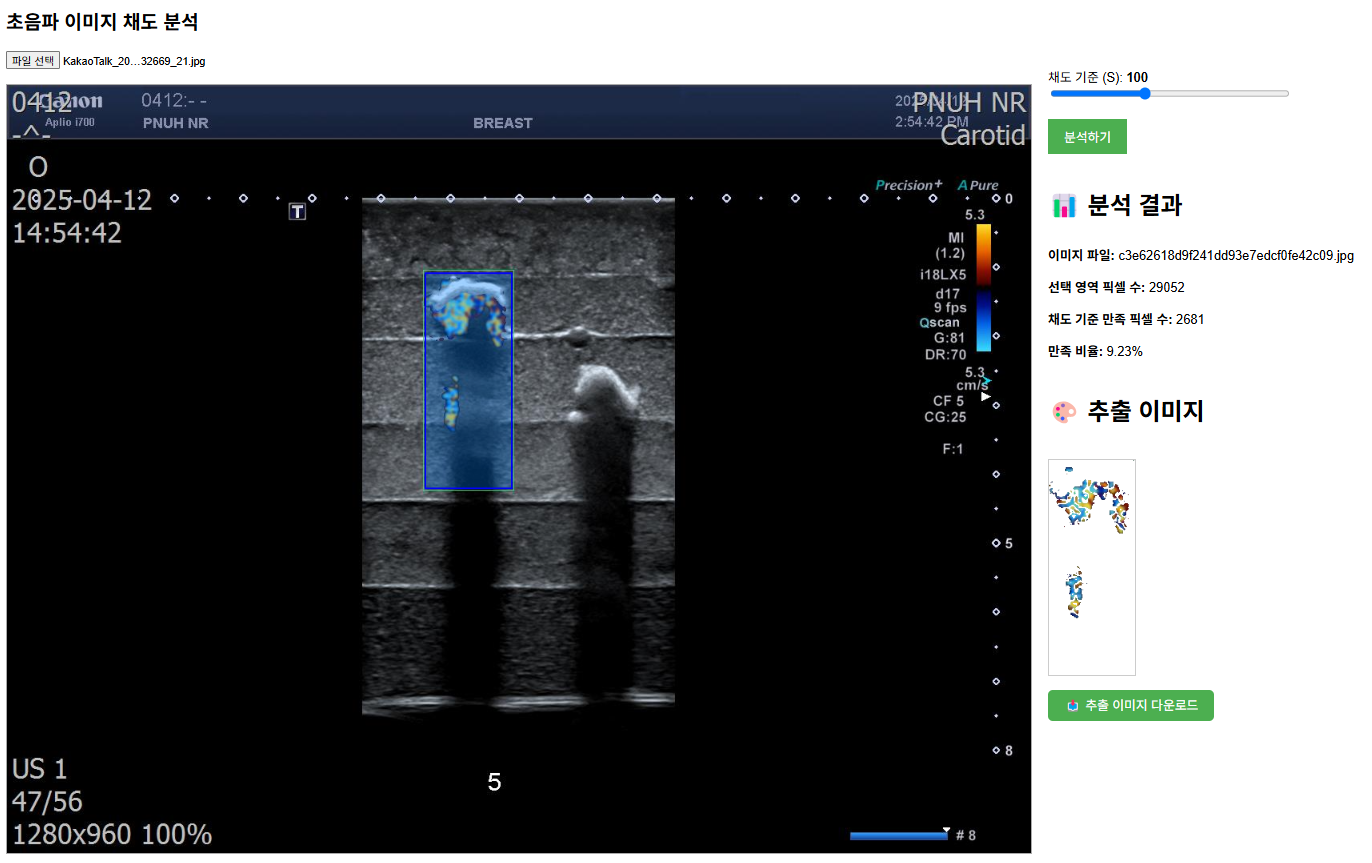 초음파 이미지 채도 분석
파일 선택 KakaoTalk_20...32669_21.jpg
0412
Canon
0412:- -
PNUH NR
-^-
Aplio i700
PNUH NR
BREAST
2:54:42 PM
Carotid
O
2025-04-12
14:54:42
T
Precision+ A Pure
0
5.3
MI
(1.2)
i18LX5
d17
9 fps
Qscan
G:81
DR:70
5.3
cm/s
CF 5
CG:25
F:1
5
8
US 1
47/56
1280x960 100%
5
# 8
채도 기준 (S): 100
분석하기
분석 결과
이미지 파일: c3e62618d9f241dd93e7edcf0fe42c09.jpg
선택 영역 픽셀 수: 29052
채도 기준 만족 픽셀 수: 2681
만족 비율: 9.23%
추출 이미지
추출 이미지 다운로드